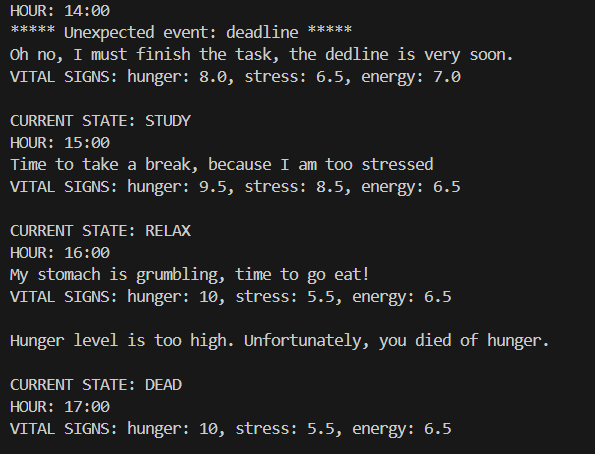 HOUR: 14:00
***** Unexpected event: deadline *****
Oh no, I must finish the task, the dedline is very soon.
VITAL SIGNS: hunger: 8.0, stress: 6.5, energy: 7.0
CURRENT STATE: STUDY
HOUR: 15:00
Time to take a break, because I am too stressed
VITAL SIGNS: hunger: 9.5, stress: 8.5, energy: 6.5
CURRENT STATE: RELAX
HOUR: 16:00
My stomach is grumbling, time to go eat!
VITAL SIGNS: hunger: 10, stress: 5.5, energy: 6.5
Hunger level is too high. Unfortunately, you died of hunger.
CURRENT STATE: DEAD
HOUR: 17:00
VITAL SIGNS: hunger: 10, stress: 5.5, energy: 6.5